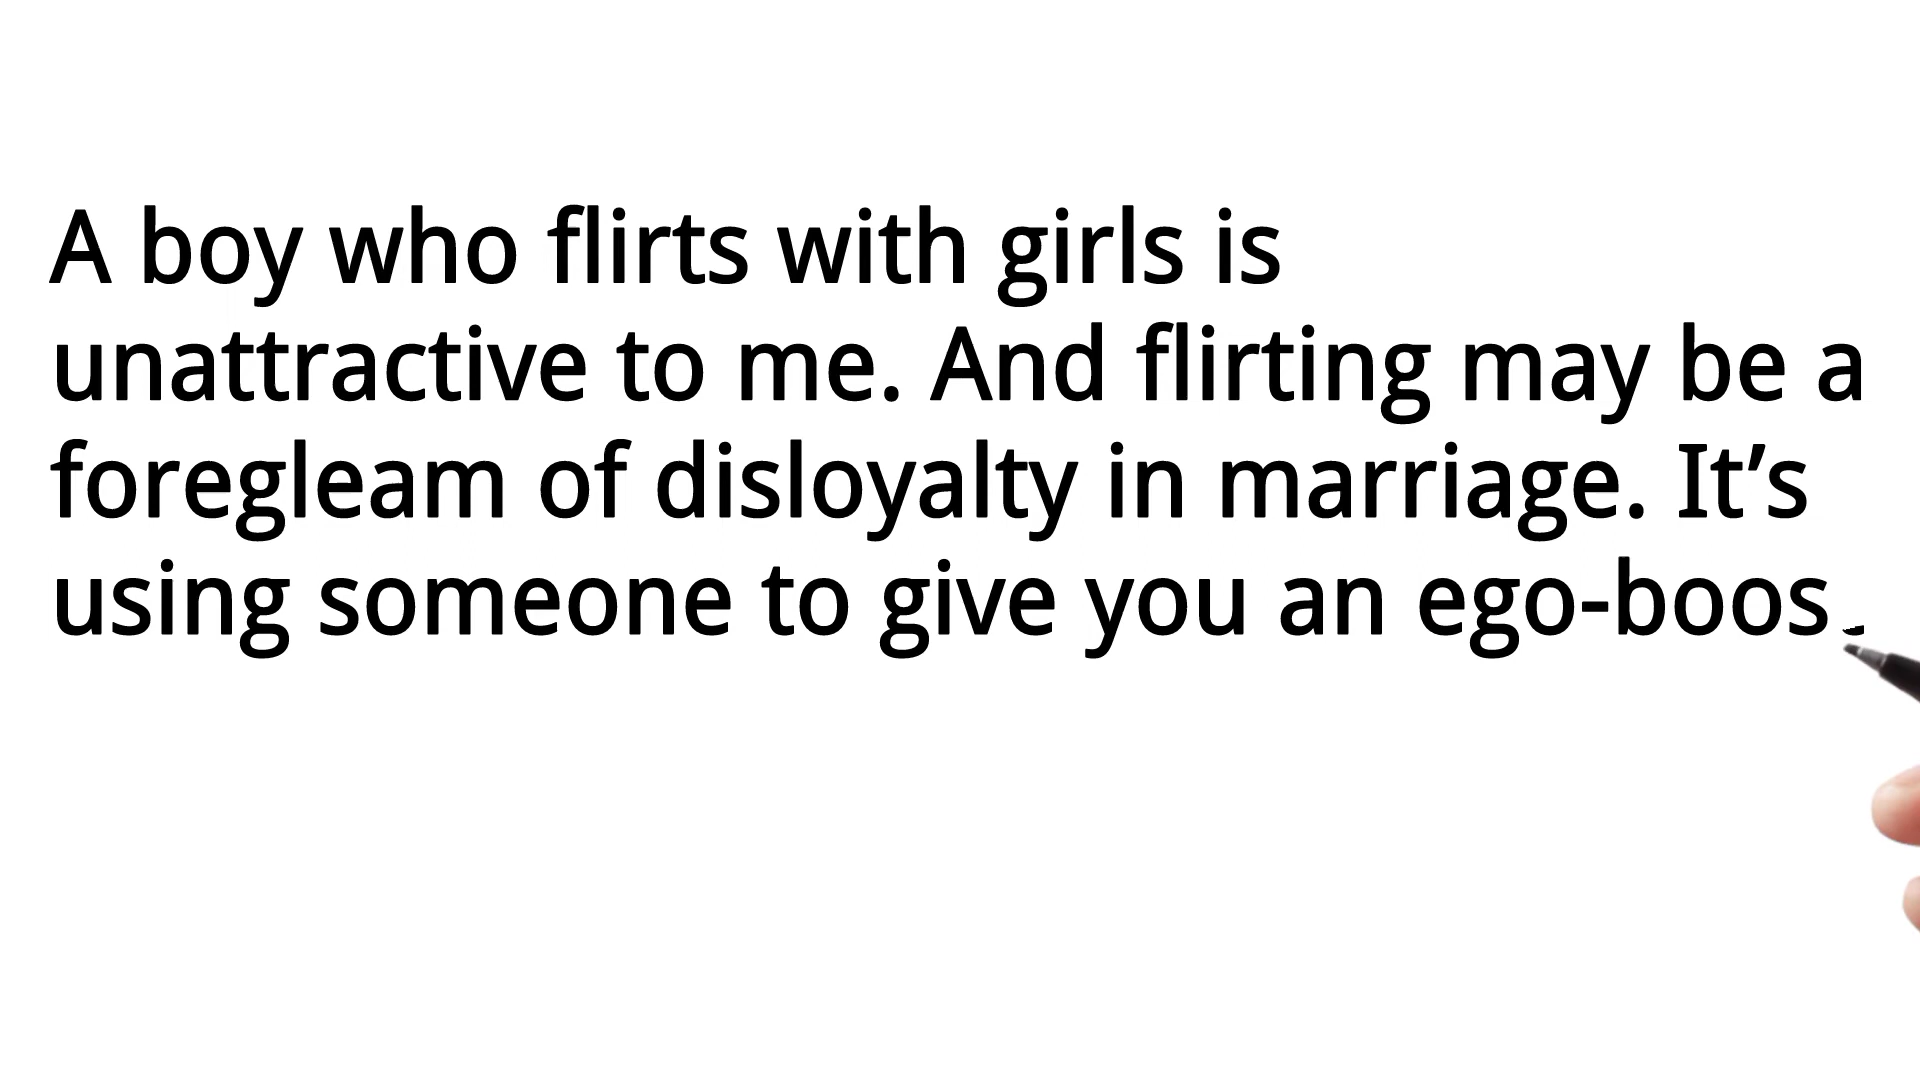 A boy who flirts with girls is
unattractive to me. And flirting may be a
foregleam of disloyalty in marriage. It’s
using someone to give you an ego-boos